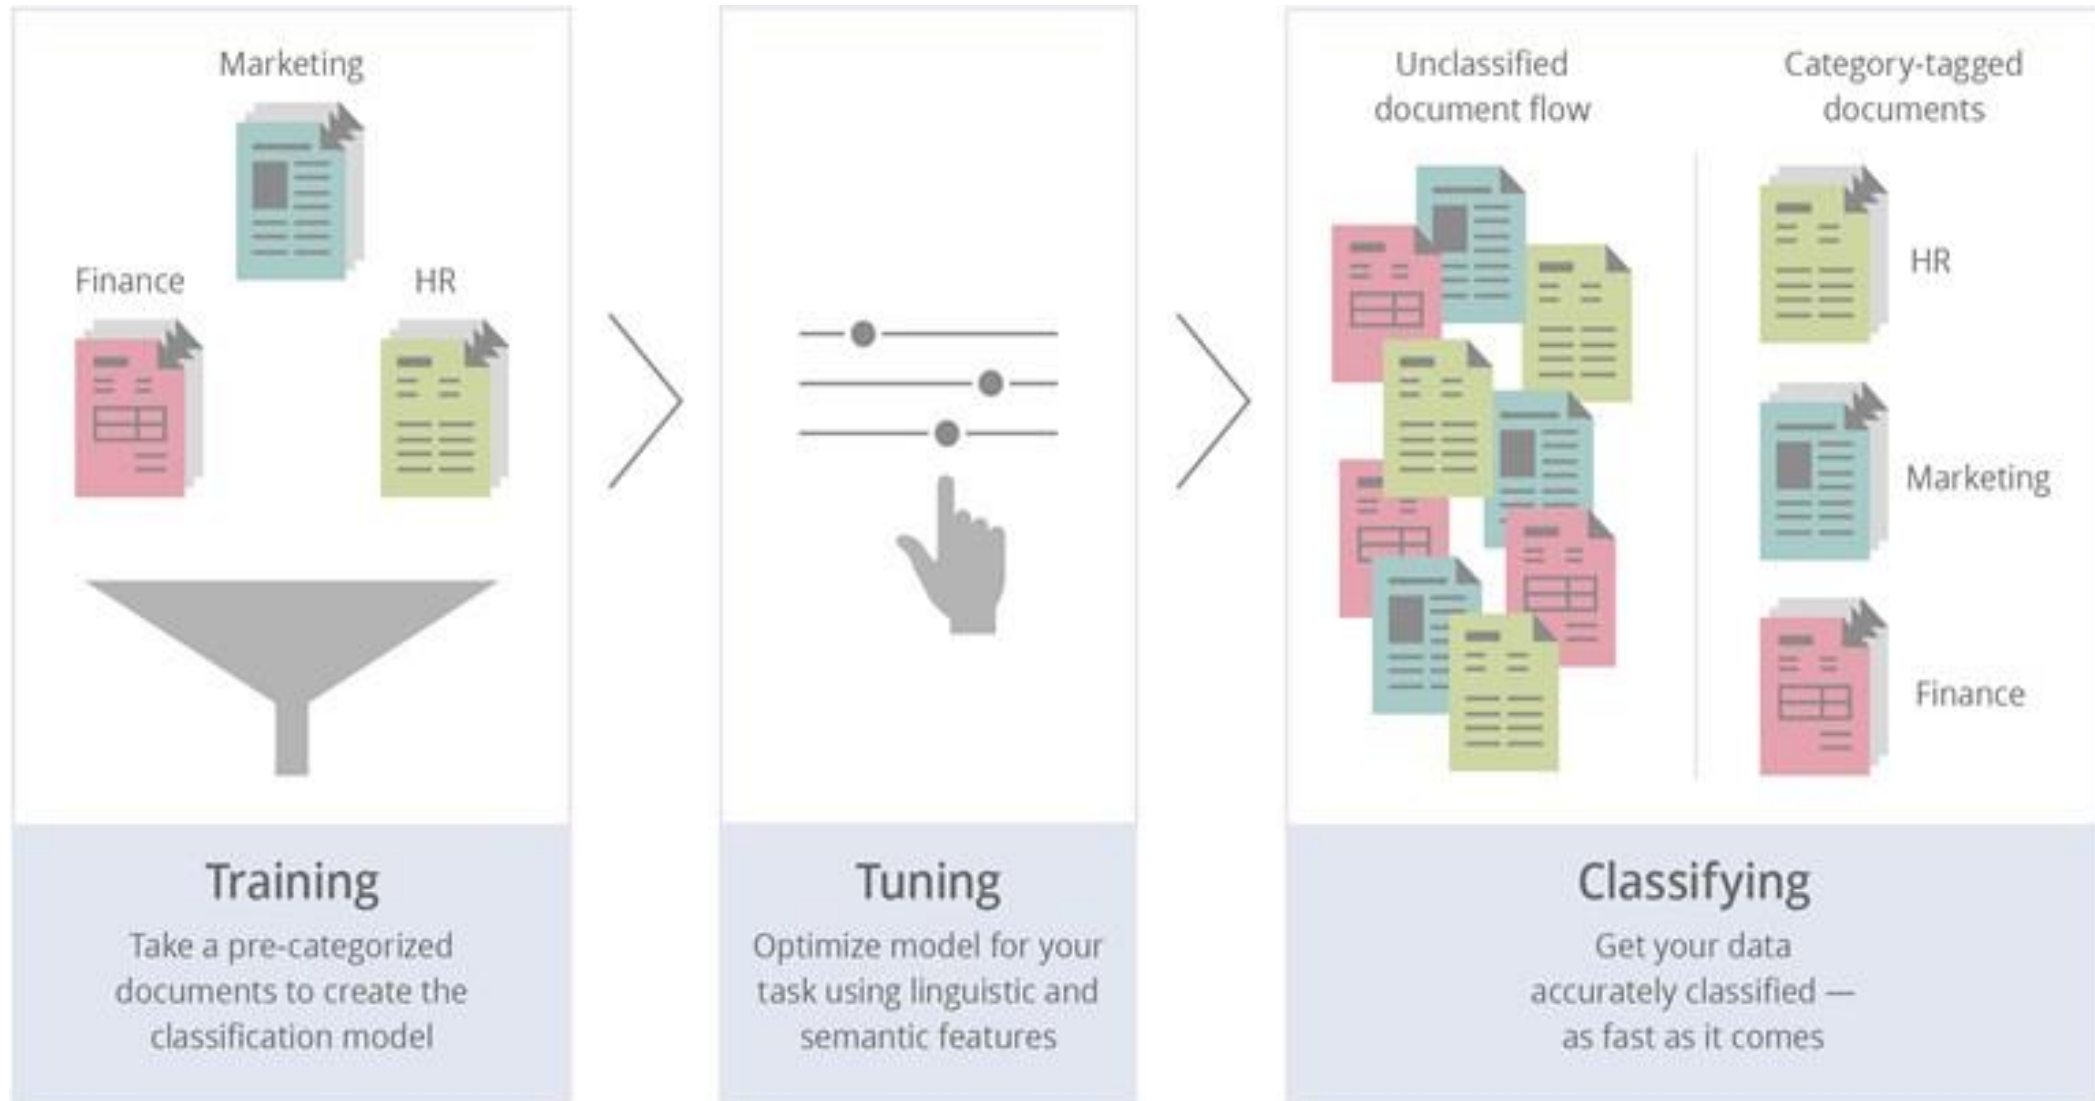 Marketing
Finance
HR
Training
Take a pre-categorized
documents to create the
classification model
Tuning
Optimize model for your
task using linguistic and
semantic features
Unclassified
document flow
Category-tagged
documents
HR
Marketing
Finance
Classifying
Get your data
accurately classified —
as fast as it comes